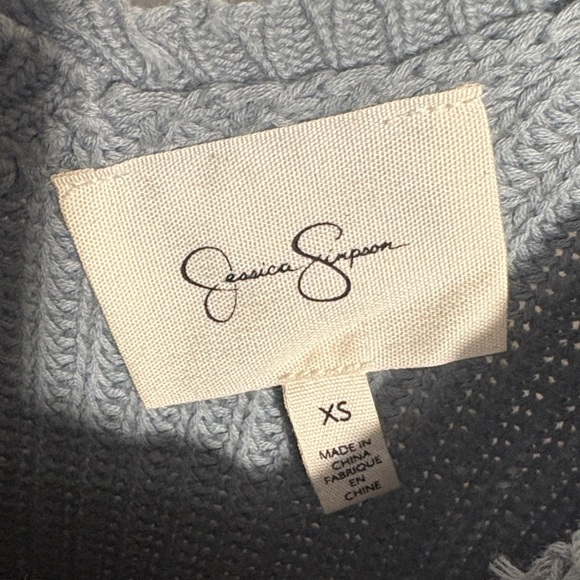 Jessica Simpson
XS
MADE IN
CHINA
FABRIQUE
EN
CHINE